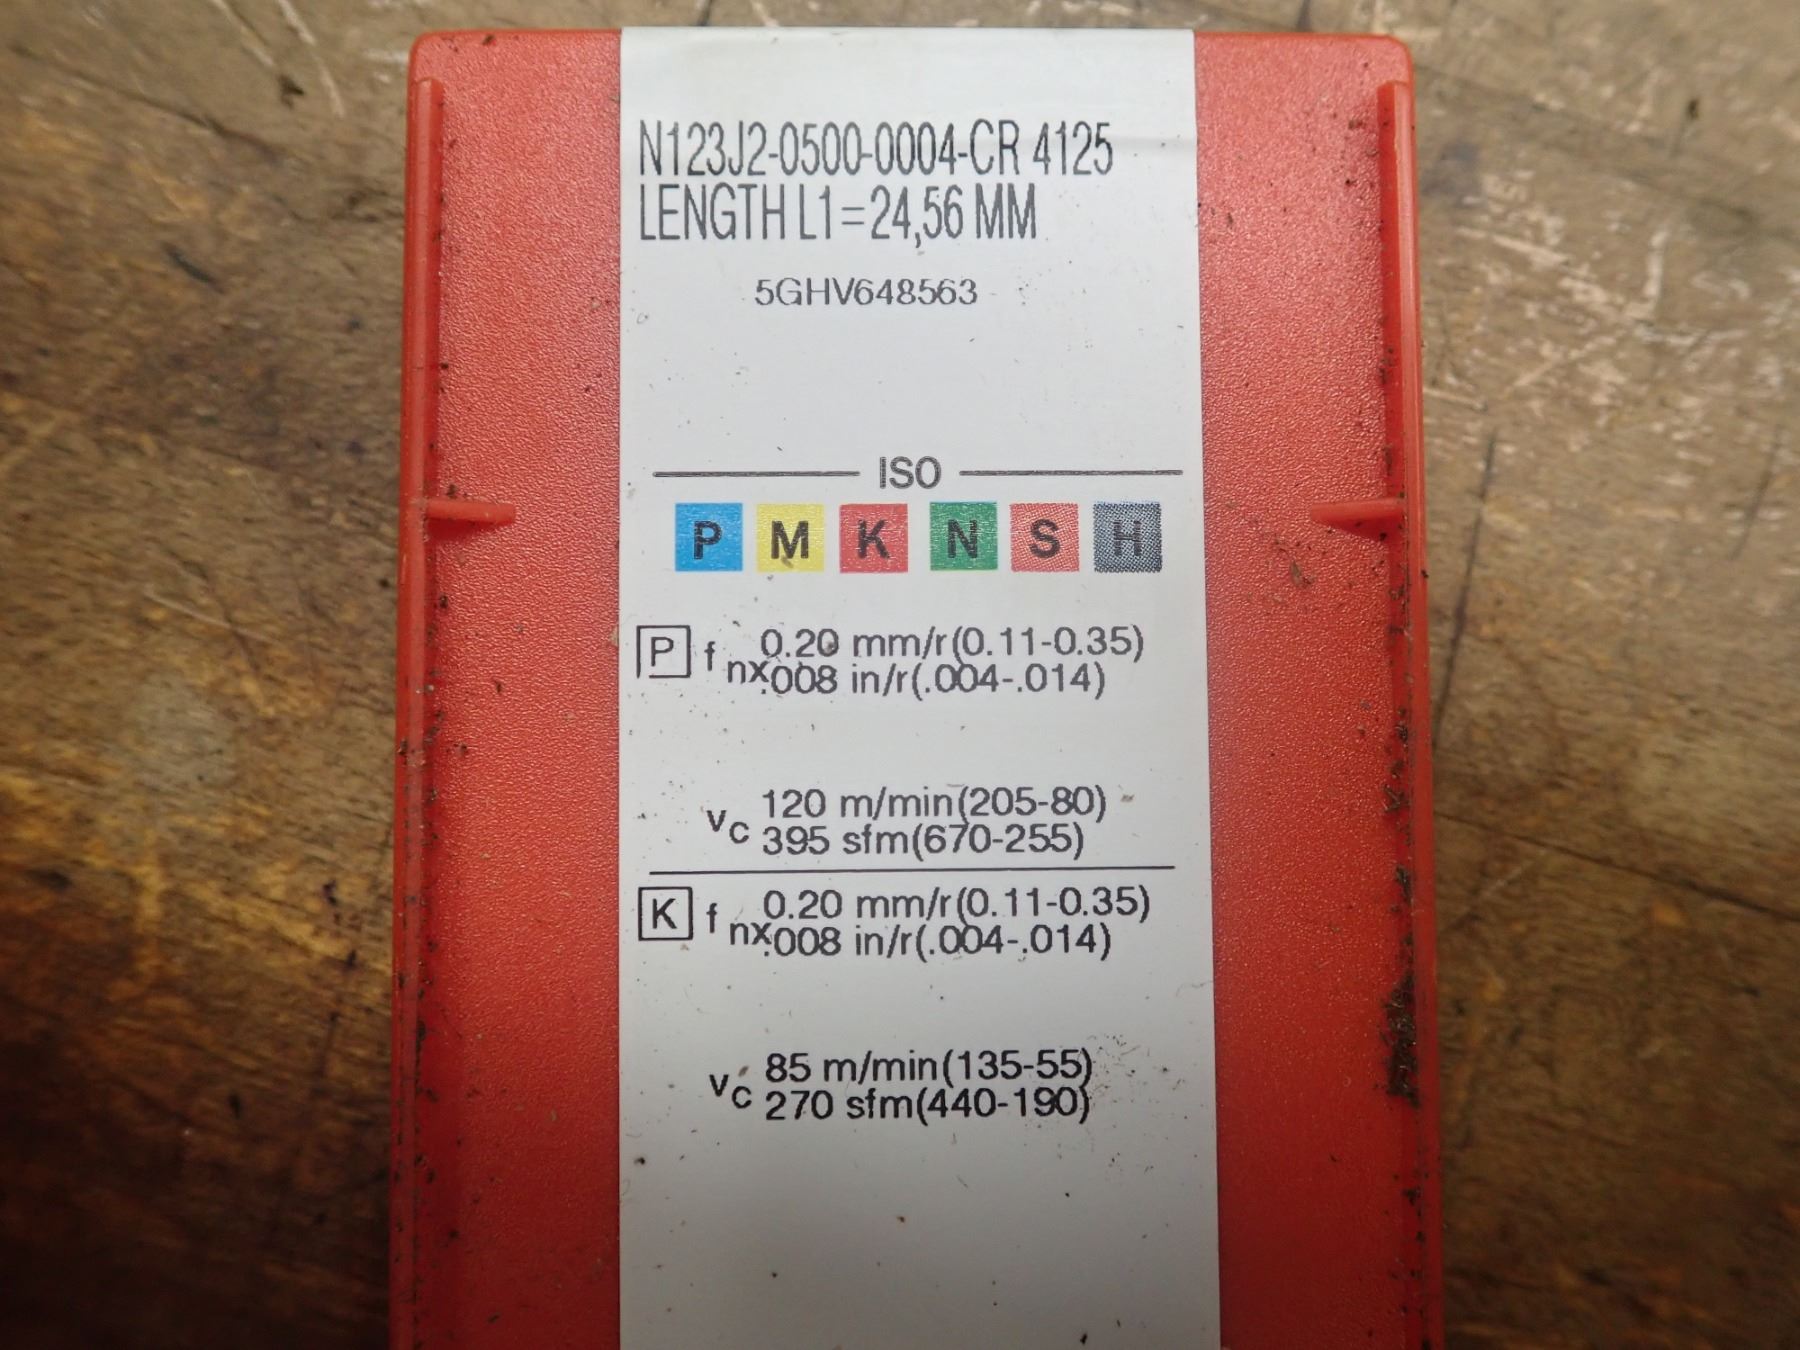 N123J2-0500-0004-CR 4125
LENGTH L1=24,56 MM
5GHV648563
ISO
P M K N S H
P fnx 0.20 mm/r(0.11-0.35)
.008 in/r(.004-.014)
vc 120 m/min(205-80)
395 sfm(670-255)
K fnx 0.20 mm/r(0.11-0.35)
.008 in/r(.004-.014)
vc 85 m/min(135-55)
270 sfm(440-190)